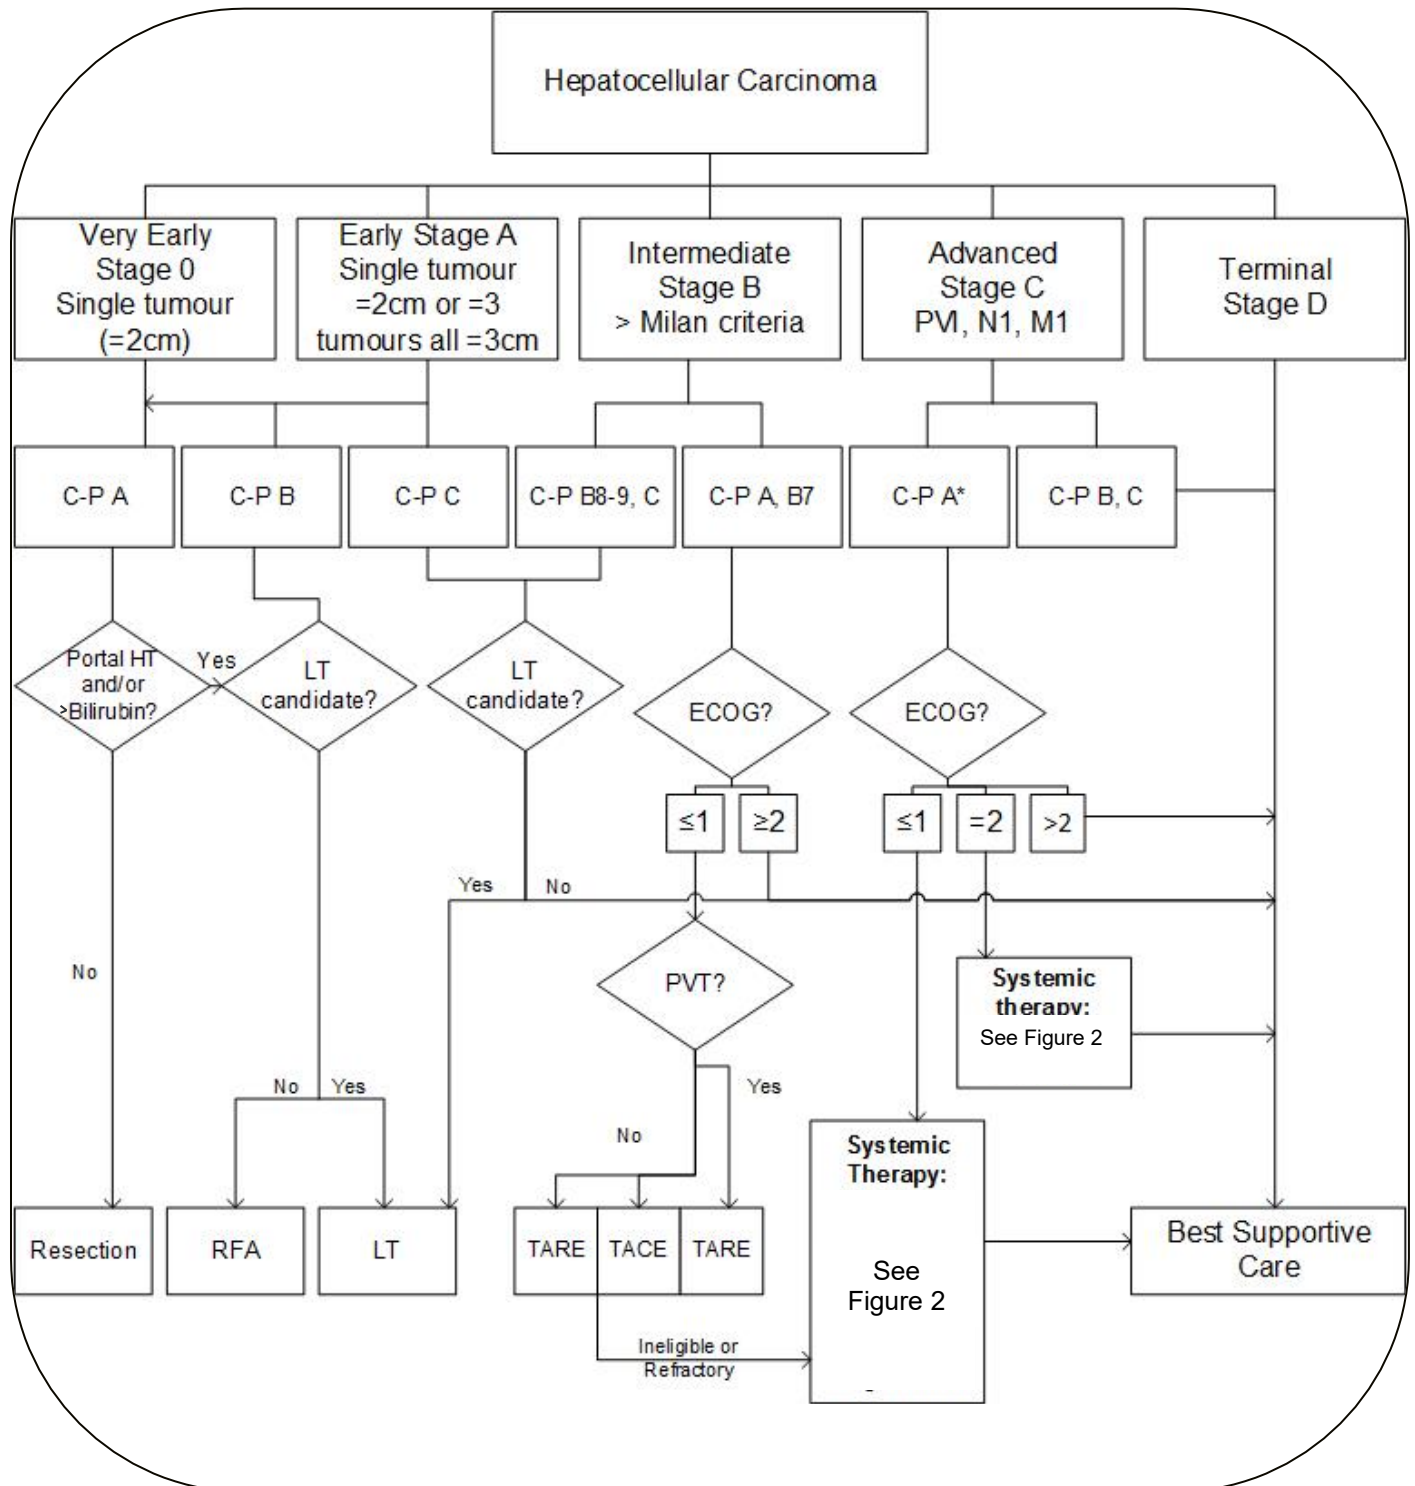 Hepatocellular Carcinoma
Very Early
Stage 0
Single tumour
(=2cm)
Early Stage A
Single tumour
=2cm or =3
tumours all =3cm
Intermediate
Stage B
> Milan criteria
Advanced
Stage C
PVI, N1, M1
Terminal
Stage D
C-P A
C-P B
C-P C
C-P B8-9, C
C-P A, B7
C-P A*
C-P B, C
Portal HT
and/or
>Bilirubin?
Yes
LT
candidate?
LT
candidate?
ECOG?
ECOG?
≤1
≥2
≤1
=2
>2
Yes
No
No
PVT?
Systemic
therapy:
See Figure 2
No
Yes
Yes
No
Systemic
Therapy:
See
Figure 2
-
Resection
RFA
LT
TARE
TACE
TARE
Best Supportive
Care
Ineligible or
Refractory